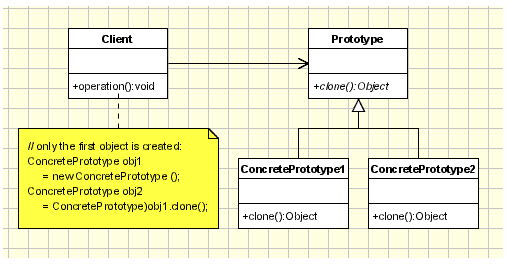 Client
+operation():void
Prototype
+clone():Object
// only the first object is created:
ConcretePrototype obj1
= new ConcretePrototype ();
ConcretePrototype obj2
= ConcretePrototype)obj1.clone();
ConcretePrototype1
+clone():Object
ConcretePrototype2
+clone():Object